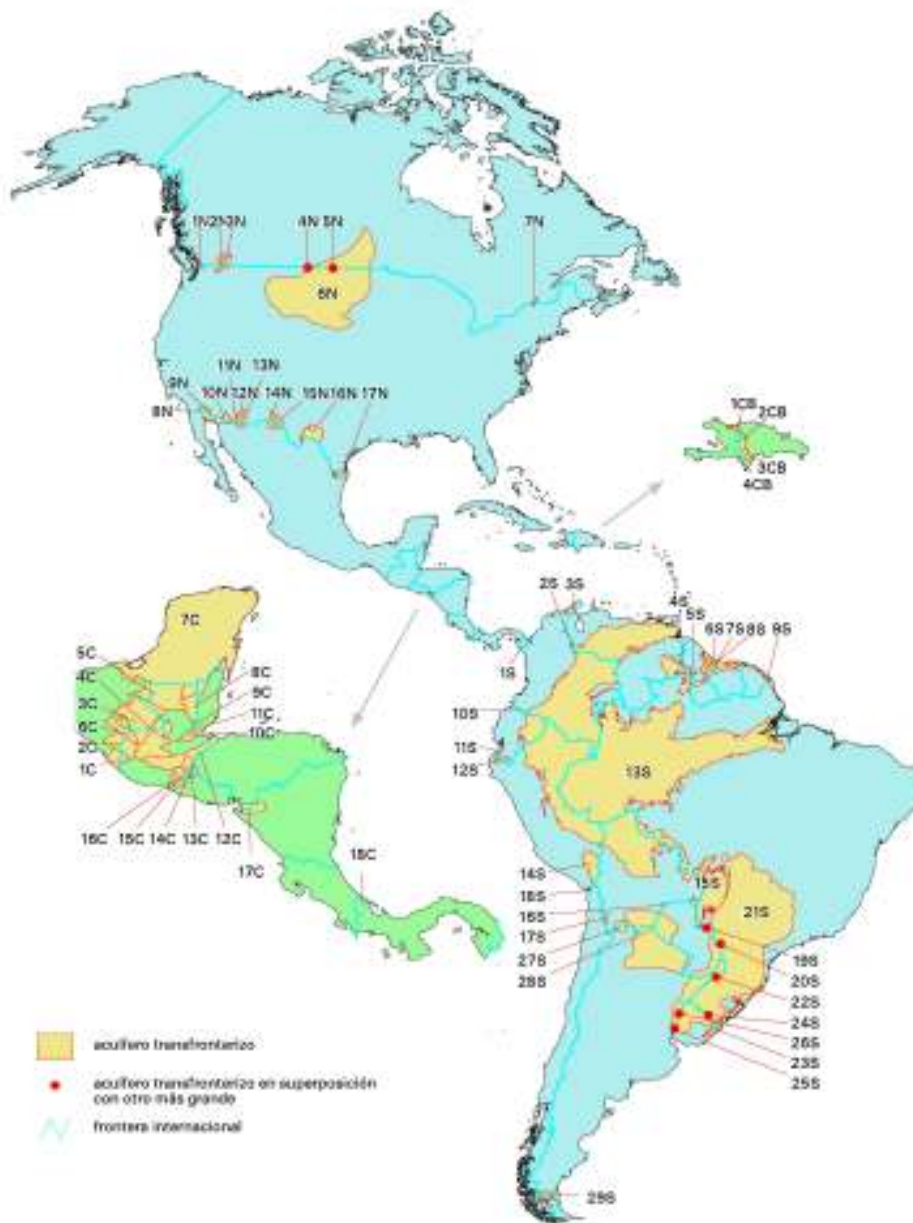 1N 2N 3N
4N 5N
7N
6N
11N 13N
9N
10N 12N 14N 15N 16N 17N
8N
1CB
2CB
3CB
4CB
7C
5C
4C
3C
6C
2C
1C
8C
9C
11C
10C
16C 15C 14C 13C 12C
17C
18C
2S 3S
4S
5S
6S 7S 8S 9S
1S
10S
11S
12S
13S
14S
18S
16S
17S
27S
28S
15S
21S
19S
20S
22S
24S
26S
23S
25S
29S
acuífero transfronterizo
acuífero transfronterizo en superposición
con otro más grande
frontera internacional